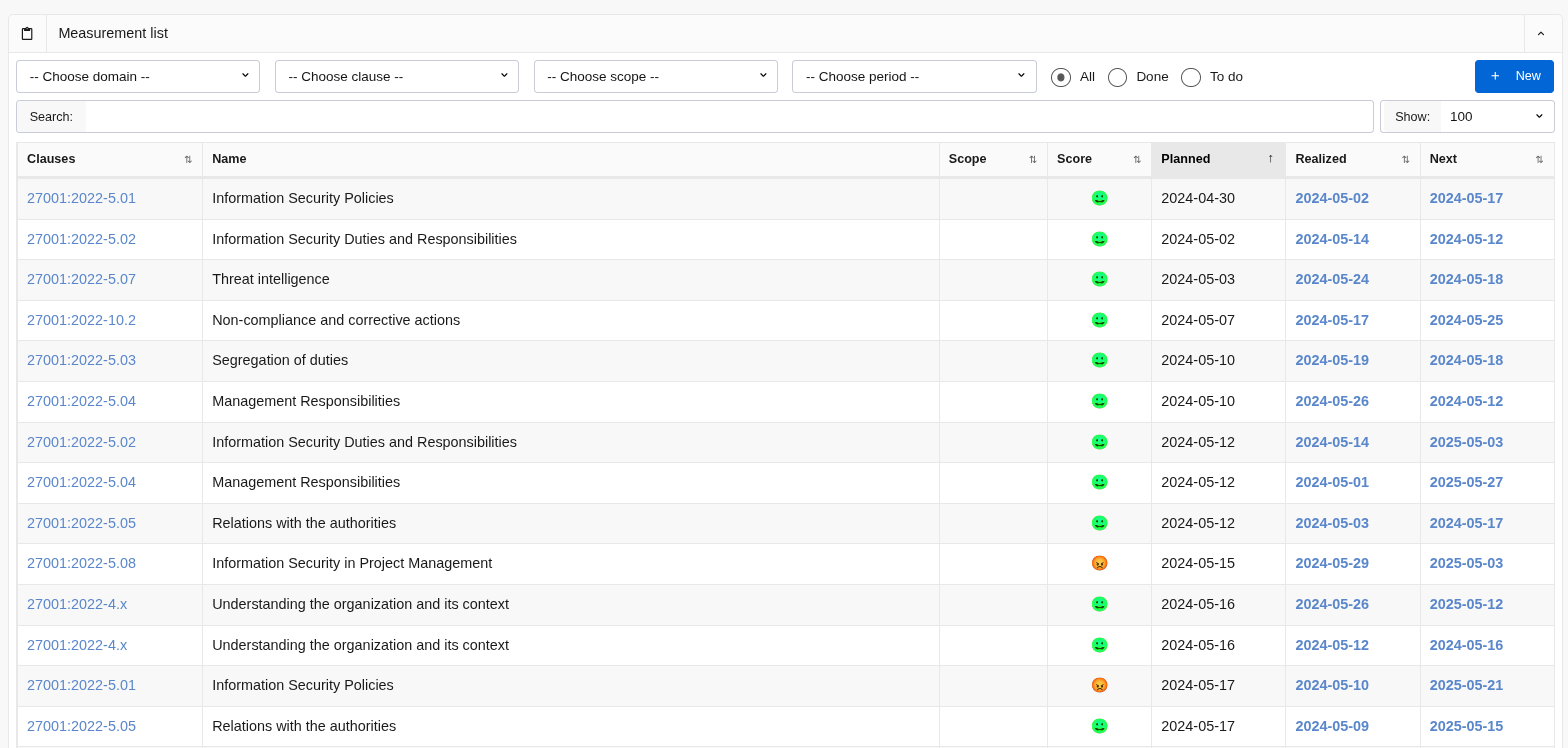 Measurement list
-- Choose domain -- -- Choose clause -- -- Choose scope -- -- Choose period -- All Done To do + New
Search: Show: 100
Clauses Name Scope Score Planned Realized Next
27001:2022-5.01 Information Security Policies 2024-04-30 2024-05-02 2024-05-17
27001:2022-5.02 Information Security Duties and Responsibilities 2024-05-02 2024-05-14 2024-05-12
27001:2022-5.07 Threat intelligence 2024-05-03 2024-05-24 2024-05-18
27001:2022-10.2 Non-compliance and corrective actions 2024-05-07 2024-05-17 2024-05-25
27001:2022-5.03 Segregation of duties 2024-05-10 2024-05-19 2024-05-18
27001:2022-5.04 Management Responsibilities 2024-05-10 2024-05-26 2024-05-12
27001:2022-5.02 Information Security Duties and Responsibilities 2024-05-12 2024-05-14 2025-05-03
27001:2022-5.04 Management Responsibilities 2024-05-12 2024-05-01 2025-05-27
27001:2022-5.05 Relations with the authorities 2024-05-12 2024-05-03 2024-05-17
27001:2022-5.08 Information Security in Project Management 2024-05-15 2024-05-29 2025-05-03
27001:2022-4.x Understanding the organization and its context 2024-05-16 2024-05-26 2025-05-12
27001:2022-4.x Understanding the organization and its context 2024-05-16 2024-05-12 2024-05-16
27001:2022-5.01 Information Security Policies 2024-05-17 2024-05-10 2025-05-21
27001:2022-5.05 Relations with the authorities 2024-05-17 2024-05-09 2025-05-15